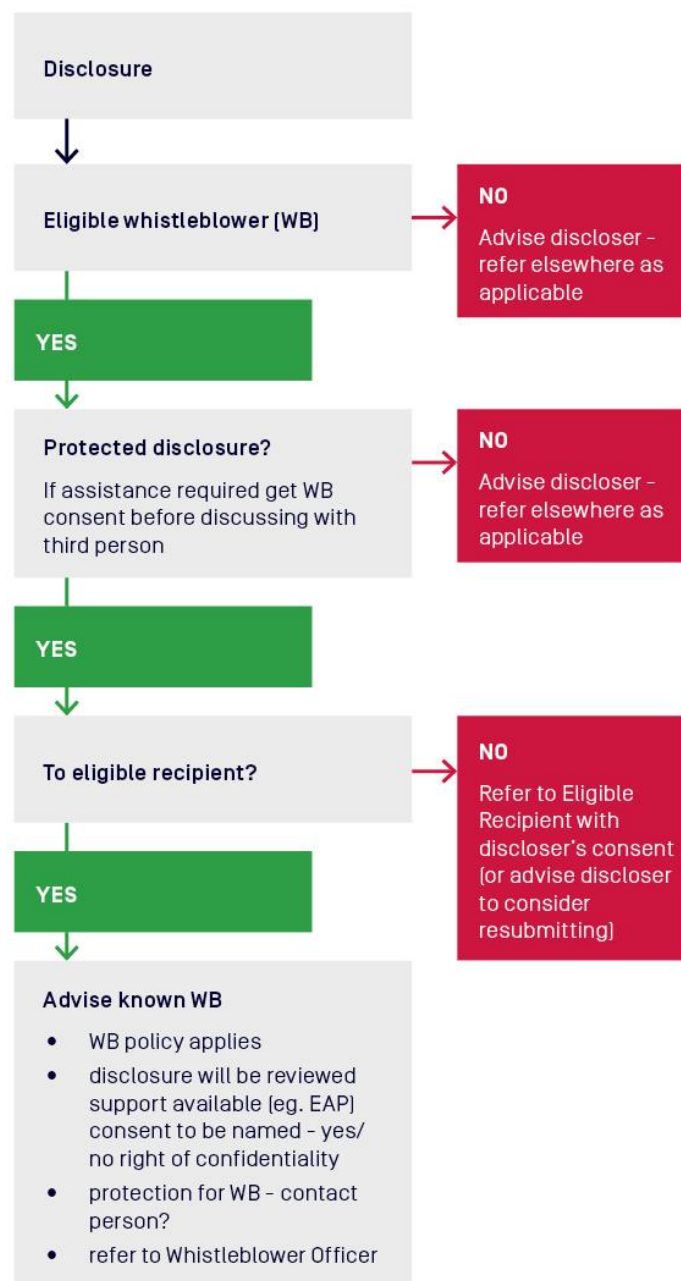 Disclosure
Eligible whistleblower (WB)
NO
Advise discloser -
refer elsewhere as
applicable
YES
Protected disclosure?
If assistance required get WB
consent before discussing with
third person
NO
Advise discloser -
refer elsewhere as
applicable
YES
To eligible recipient?
NO
Refer to Eligible
Recipient with
discloser's consent
(or advise discloser
to consider
resubmitting)
YES
Advise known WB
• WB policy applies
• disclosure will be reviewed
support available (eg. EAP)
consent to be named - yes/
no right of confidentiality
• protection for WB - contact
person?
• refer to Whistleblower Officer